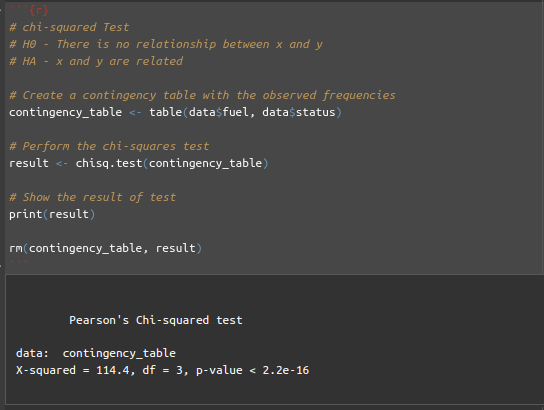 ```{r}
# chi-squared Test
# H0 - There is no relationship between x and y
# HA - x and y are related
# Create a contingency table with the observed frequencies
contingency_table <- table(data$fuel, data$status)
# Perform the chi-squares test
result <- chisq.test(contingency_table)
# Show the result of test
print(result)
rm(contingency_table, result)
```
Pearson's Chi-squared test
data:  contingency_table
X-squared = 114.4, df = 3, p-value < 2.2e-16